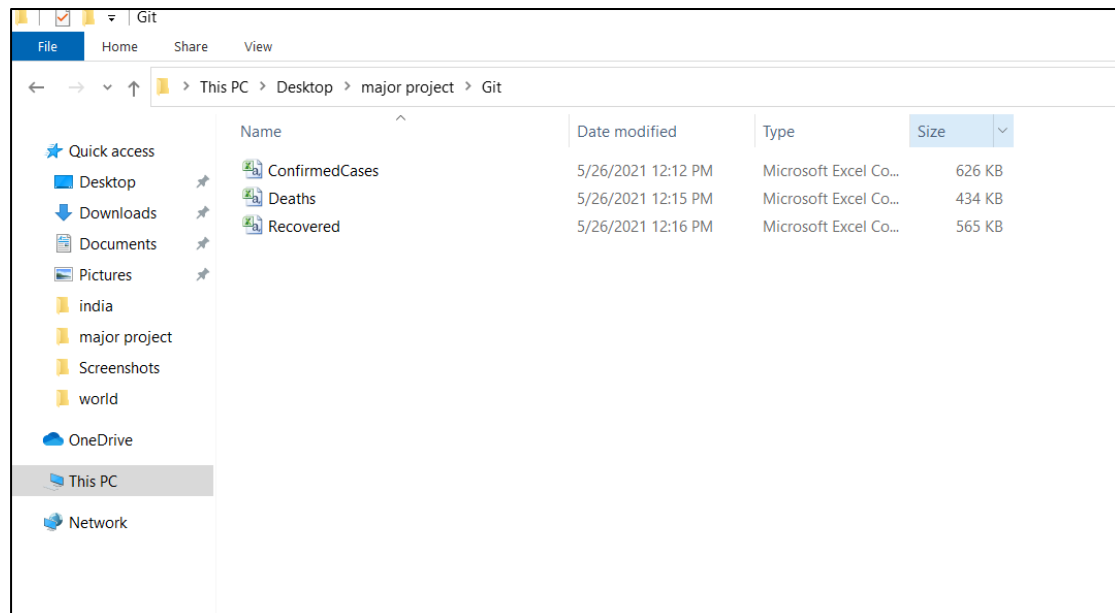 Git
File Home Share View
This PC > Desktop > major project > Git
Name Date modified Type Size
Quick access
Desktop
Downloads
Documents
Pictures
india
major project
Screenshots
world
OneDrive
This PC
Network
ConfirmedCases 5/26/2021 12:12 PM Microsoft Excel Co... 626 KB
Deaths 5/26/2021 12:15 PM Microsoft Excel Co... 434 KB
Recovered 5/26/2021 12:16 PM Microsoft Excel Co... 565 KB